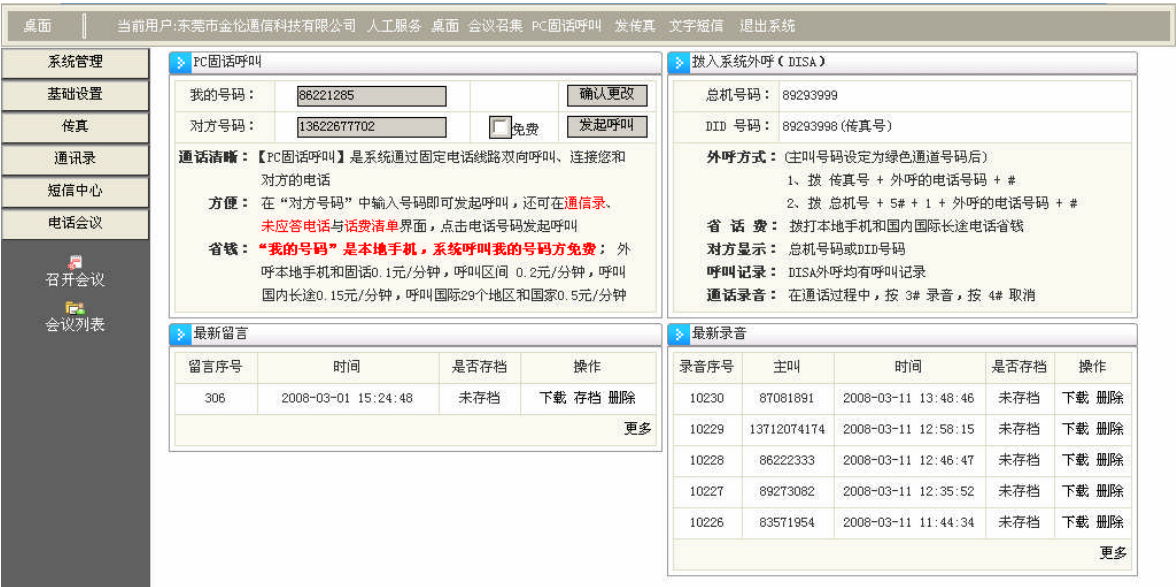 桌面 当前用户:东莞市金伦通信科技有限公司 人工服务 桌面 会议召集 PC固话呼叫 发传真 文字短信 退出系统
系统管理
基础设置
传真
通讯录
短信中心
电话会议
召开会议
会议列表
PC固话呼叫
我的号码： 86221285 确认更改
对方号码： 13622677702 免费 发起呼叫
通话清晰：【PC固话呼叫】是系统通过固定电话线路双向呼叫、连接您和
对方的电话
方便： 在“对方号码”中输入号码即可发起呼叫，还可在通信录、
未应答电话与话费清单界面，点击电话号码发起呼叫
省钱：“我的号码”是本地手机，系统呼叫我的号码方免费； 外
呼本地手机和固话0.1元/分钟，呼叫区间 0.2元/分钟，呼叫
国内长途0.15元/分钟，呼叫国际29个地区和国家0.5元/分钟
拨入系统外呼( DISA )
总机号码： 89293999
DID 号码： 89293998(传真号)
外呼方式：(主叫号码设定为绿色通道号码后)
1、拨 传真号 + 外呼的电话号码 + #
2、拨 总机号 + 5# + 1 + 外呼的电话号码 + #
省 话 费： 拨打本地手机和国内国际长途电话省钱
对方显示： 总机号码或DID号码
呼叫记录： DISA外呼均有呼叫记录
通话录音： 在通话过程中，按 3# 录音，按 4# 取消
最新留言
留言序号 时间 是否存档 操作
306 2008-03-01 15:24:48 未存档 下载 存档 删除
更多
最新录音
录音序号 主叫 时间 是否存档 操作
10230 87081891 2008-03-11 13:48:46 未存档 下载 删除
10229 13712074174 2008-03-11 12:58:15 未存档 下载 删除
10228 86222333 2008-03-11 12:46:47 未存档 下载 删除
10227 89273082 2008-03-11 12:35:52 未存档 下载 删除
10226 83571954 2008-03-11 11:44:34 未存档 下载 删除
更多